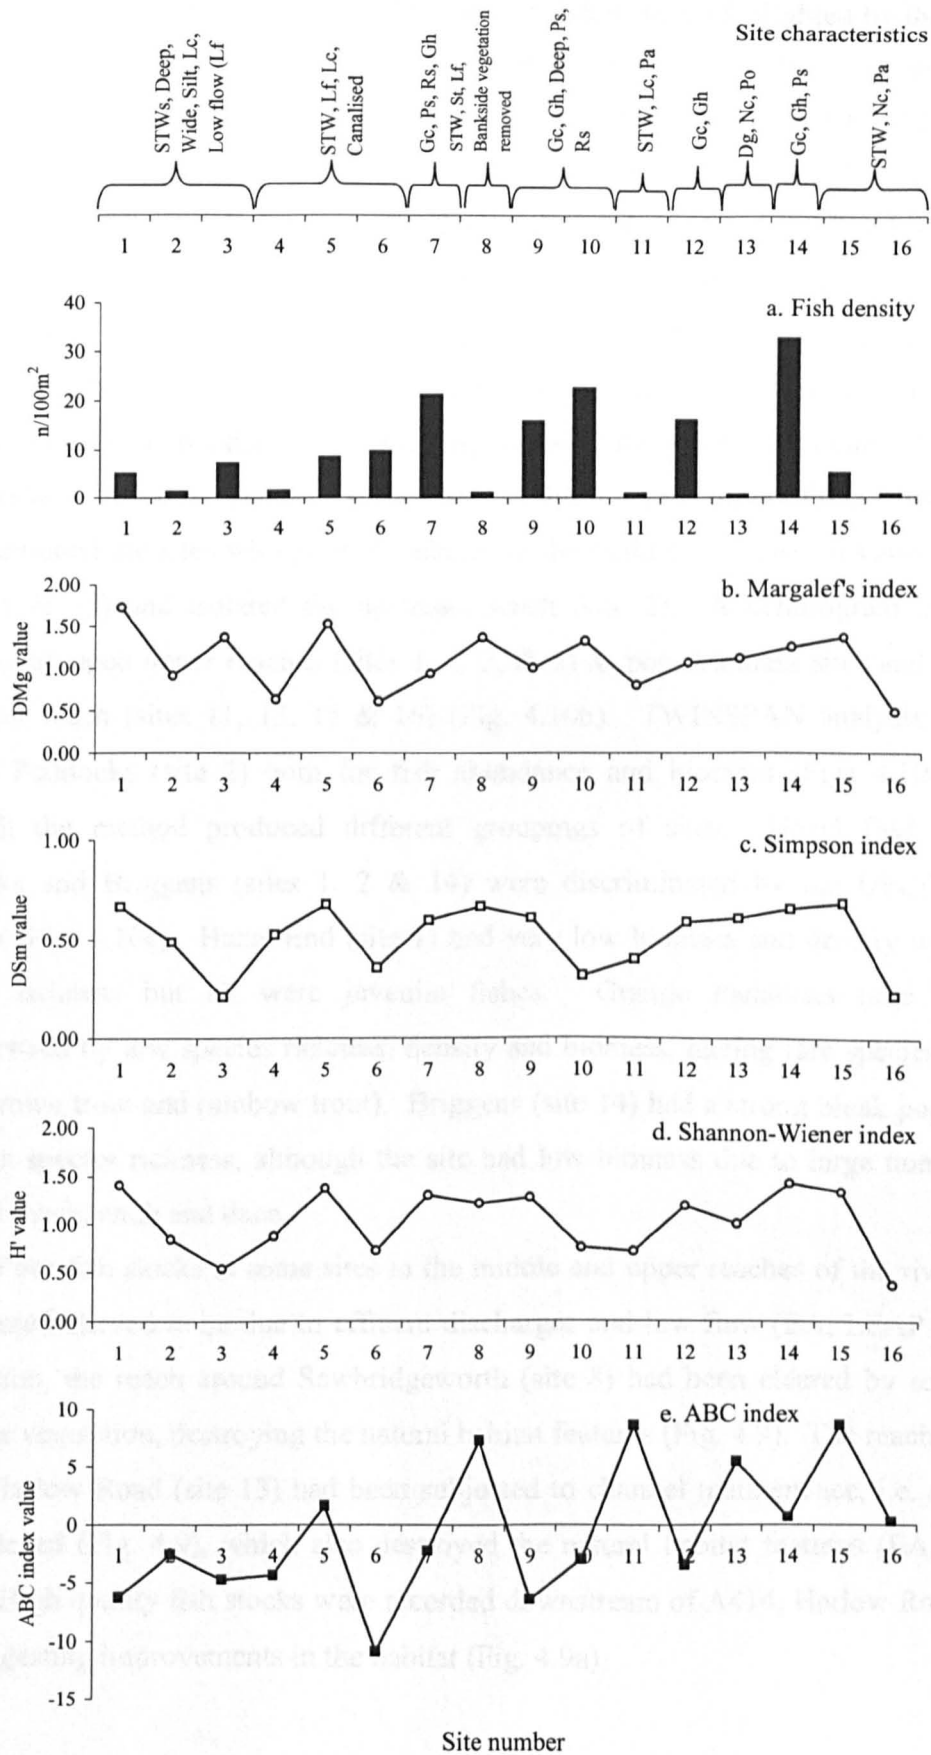 Site characteristics
STWs, Deep,
Wide, Silt, Lc,
Low flow (Lf
STW, Lf, Lc,
Canalised
Gc, Ps, Rs, Gh
STW, St, Lf,
Bankside vegetation
removed
Gc, Gh, Deep, Ps,
Rs
STW, Lc, Pa
Gc, Gh
Dg, Nc, Po
Gc, Gh, Ps
STW, Nc, Pa
1 2 3 4 5 6 7 8 9 10 11 12 13 14 15 16
a. Fish density
n/100m²
40
30
20
10
0
1 2 3 4 5 6 7 8 9 10 11 12 13 14 15 16
b. Margalef's index
DMg value
2.00
1.50
1.00
0.50
0.00
1 2 3 4 5 6 7 8 9 10 11 12 13 14 15 16
c. Simpson index
DSm value
1.00
0.50
0.00
1 2 3 4 5 6 7 8 9 10 11 12 13 14 15 16
d. Shannon-Wiener index
H' value
2.00
1.50
1.00
0.50
0.00
1 2 3 4 5 6 7 8 9 10 11 12 13 14 15 16
e. ABC index
ABC index value
10
5
0
-5
-10
-15
1 2 3 4 5 6 7 8 9 10 11 12 13 14 15 16
Site number